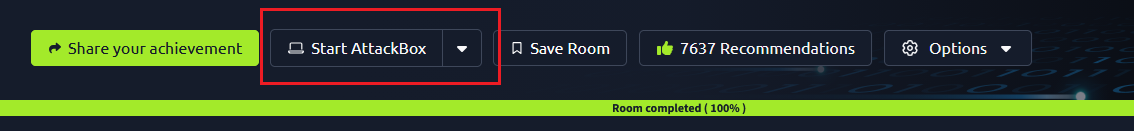 Share your achievement Start AttackBox Save Room 7637 Recommendations Options
Room completed ( 100% )